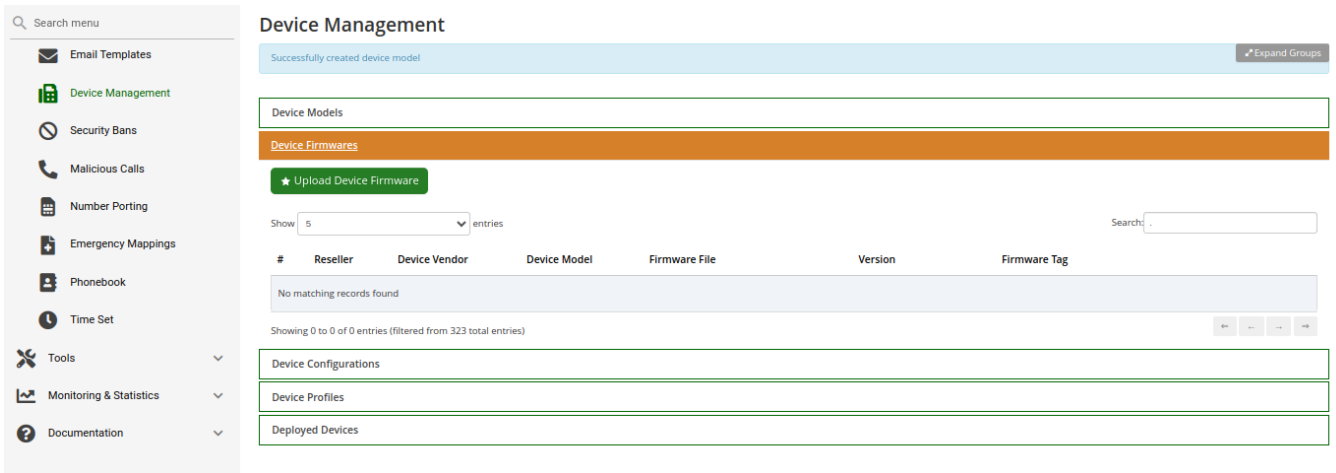 Search menu
Email Templates
Device Management
Security Bans
Malicious Calls
Number Porting
Emergency Mappings
Phonebook
Time Set
Tools
Monitoring & Statistics
Documentation
Device Management
Successfully created device model
Expand Groups
Device Models
Device Firmwares
Upload Device Firmware
Show 5 entries
Search: .
# Reseller Device Vendor Device Model Firmware File Version Firmware Tag
No matching records found
Showing 0 to 0 of 0 entries (filtered from 323 total entries)
Device Configurations
Device Profiles
Deployed Devices